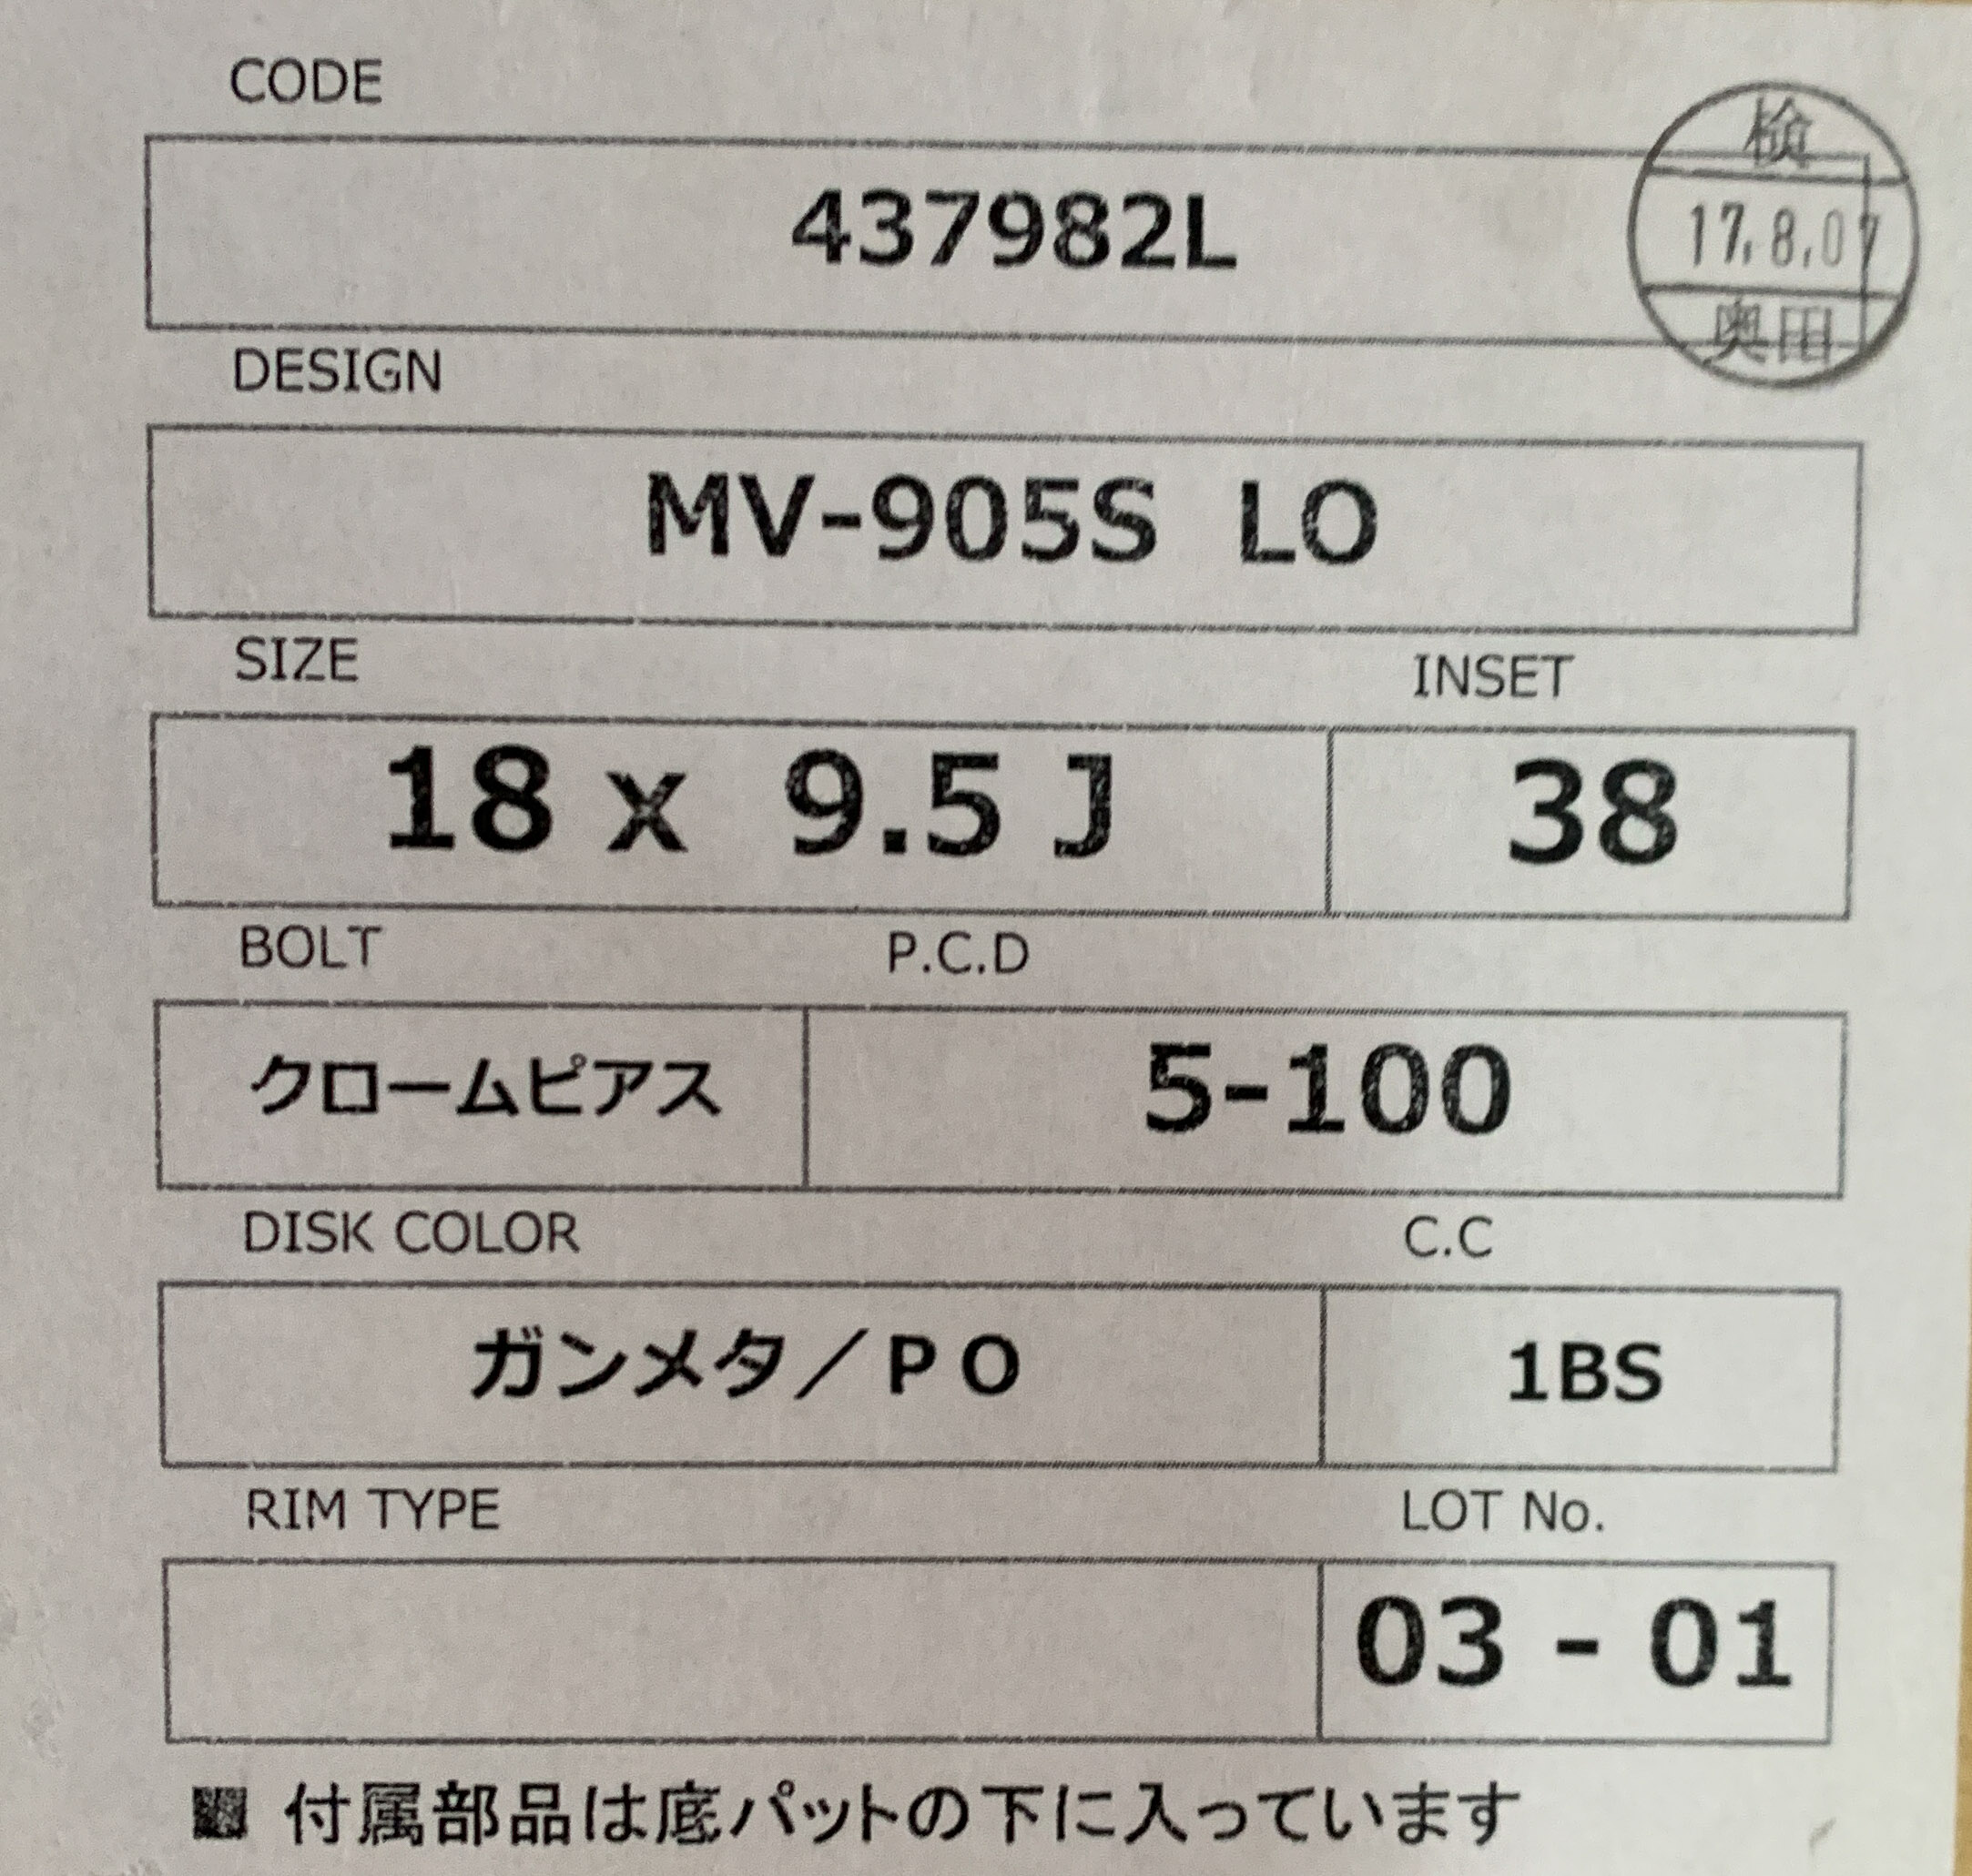 CODE
検
437982L
17.8.07
奥田
DESIGN
MV-905S LO
SIZE INSET
18 x 9.5 J 38
BOLT P.C.D
クロームピアス 5-100
DISK COLOR C.C
ガンメタ／ＰＯ 1BS
RIM TYPE LOT No.
03 - 01
■ 付属部品は底パットの下に入っています